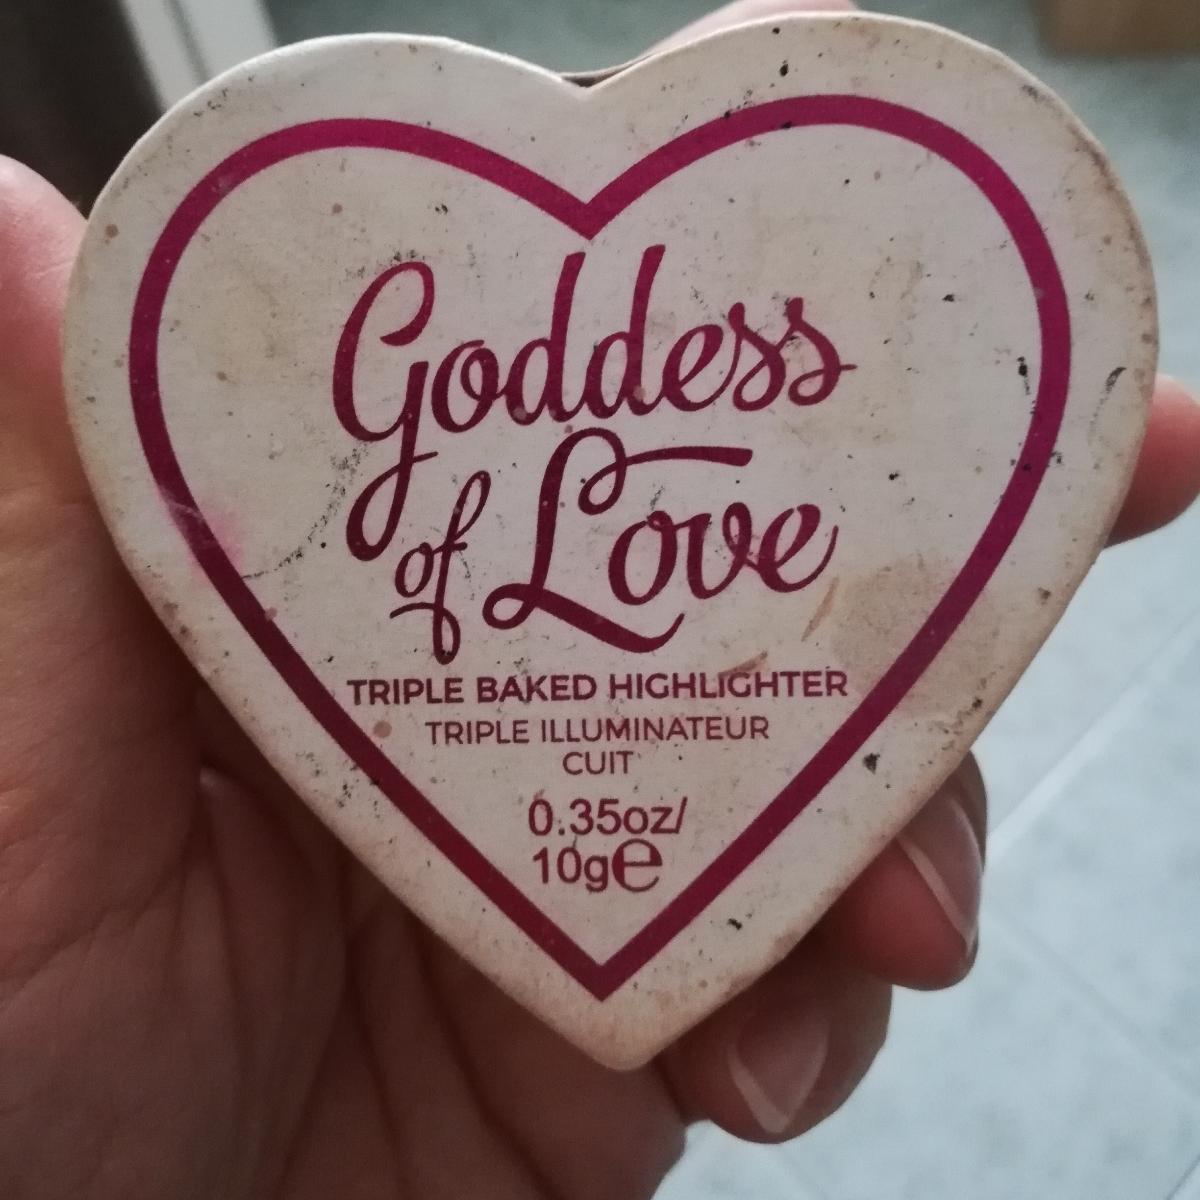 Goddess
of Love
TRIPLE BAKED HIGHLIGHTER
TRIPLE ILLUMINATEUR
CUIT
0.35oz/
10g℮